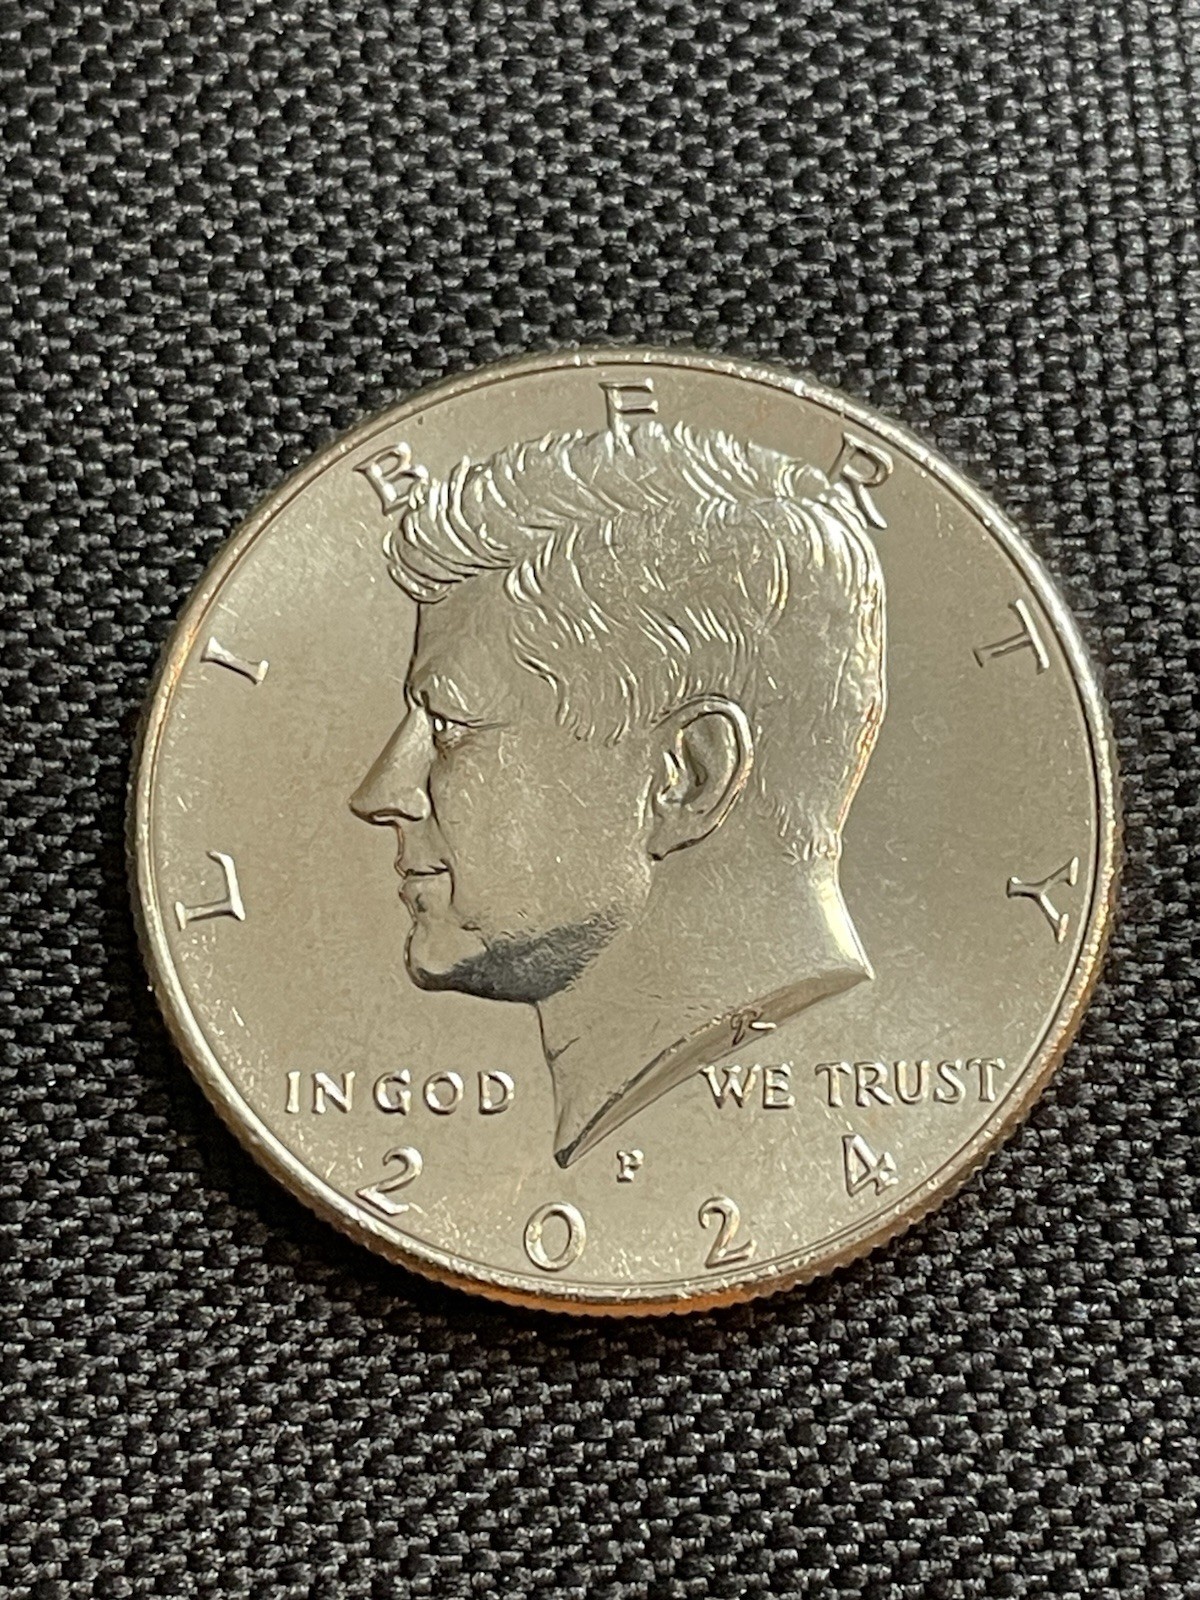 LIBERTY
IN GOD WE TRUST
P
2024